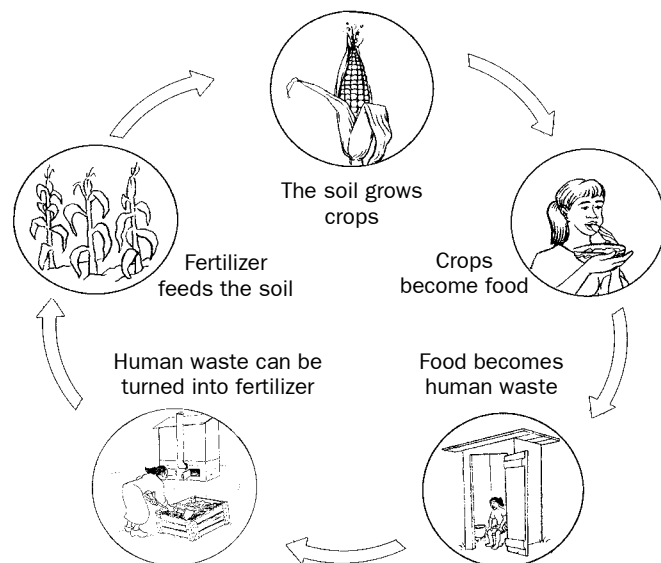 The soil grows
crops
Crops
become food
Food becomes
human waste
Human waste can be
turned into fertilizer
Fertilizer
feeds the soil